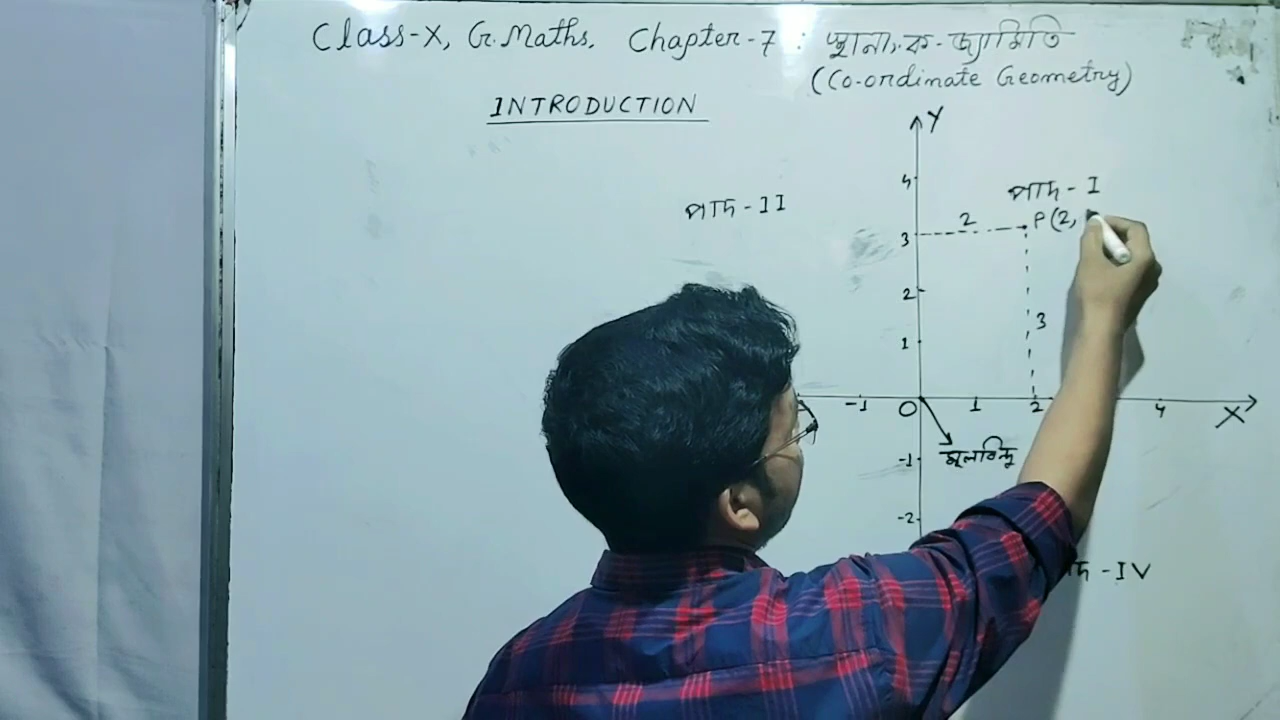 Class-X, G. Maths, Chapter-7 : স্থানাংক-জ্যামিতি
(Co-ordinate Geometry)
INTRODUCTION
Y
4
পাদ-I
পাদ-II
2
P(2,
3
2
3
1
-1
O
1
2
4
X
মূলবিন্দু
-1
-2
-IV